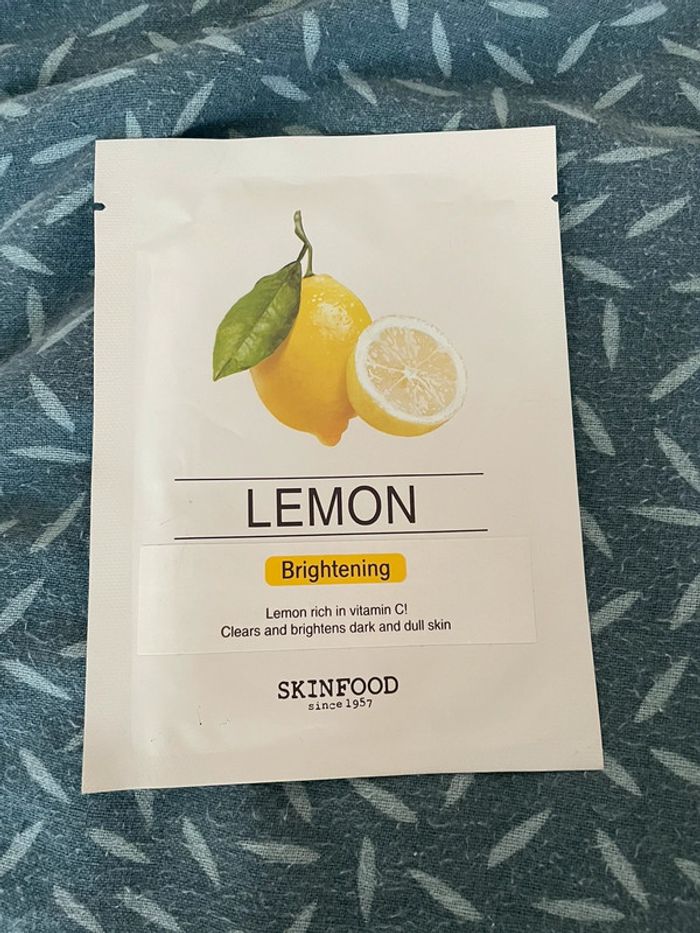 LEMON
Brightening
Lemon rich in vitamin C!
Clears and brightens dark and dull skin
SKINFOOD
since 1957